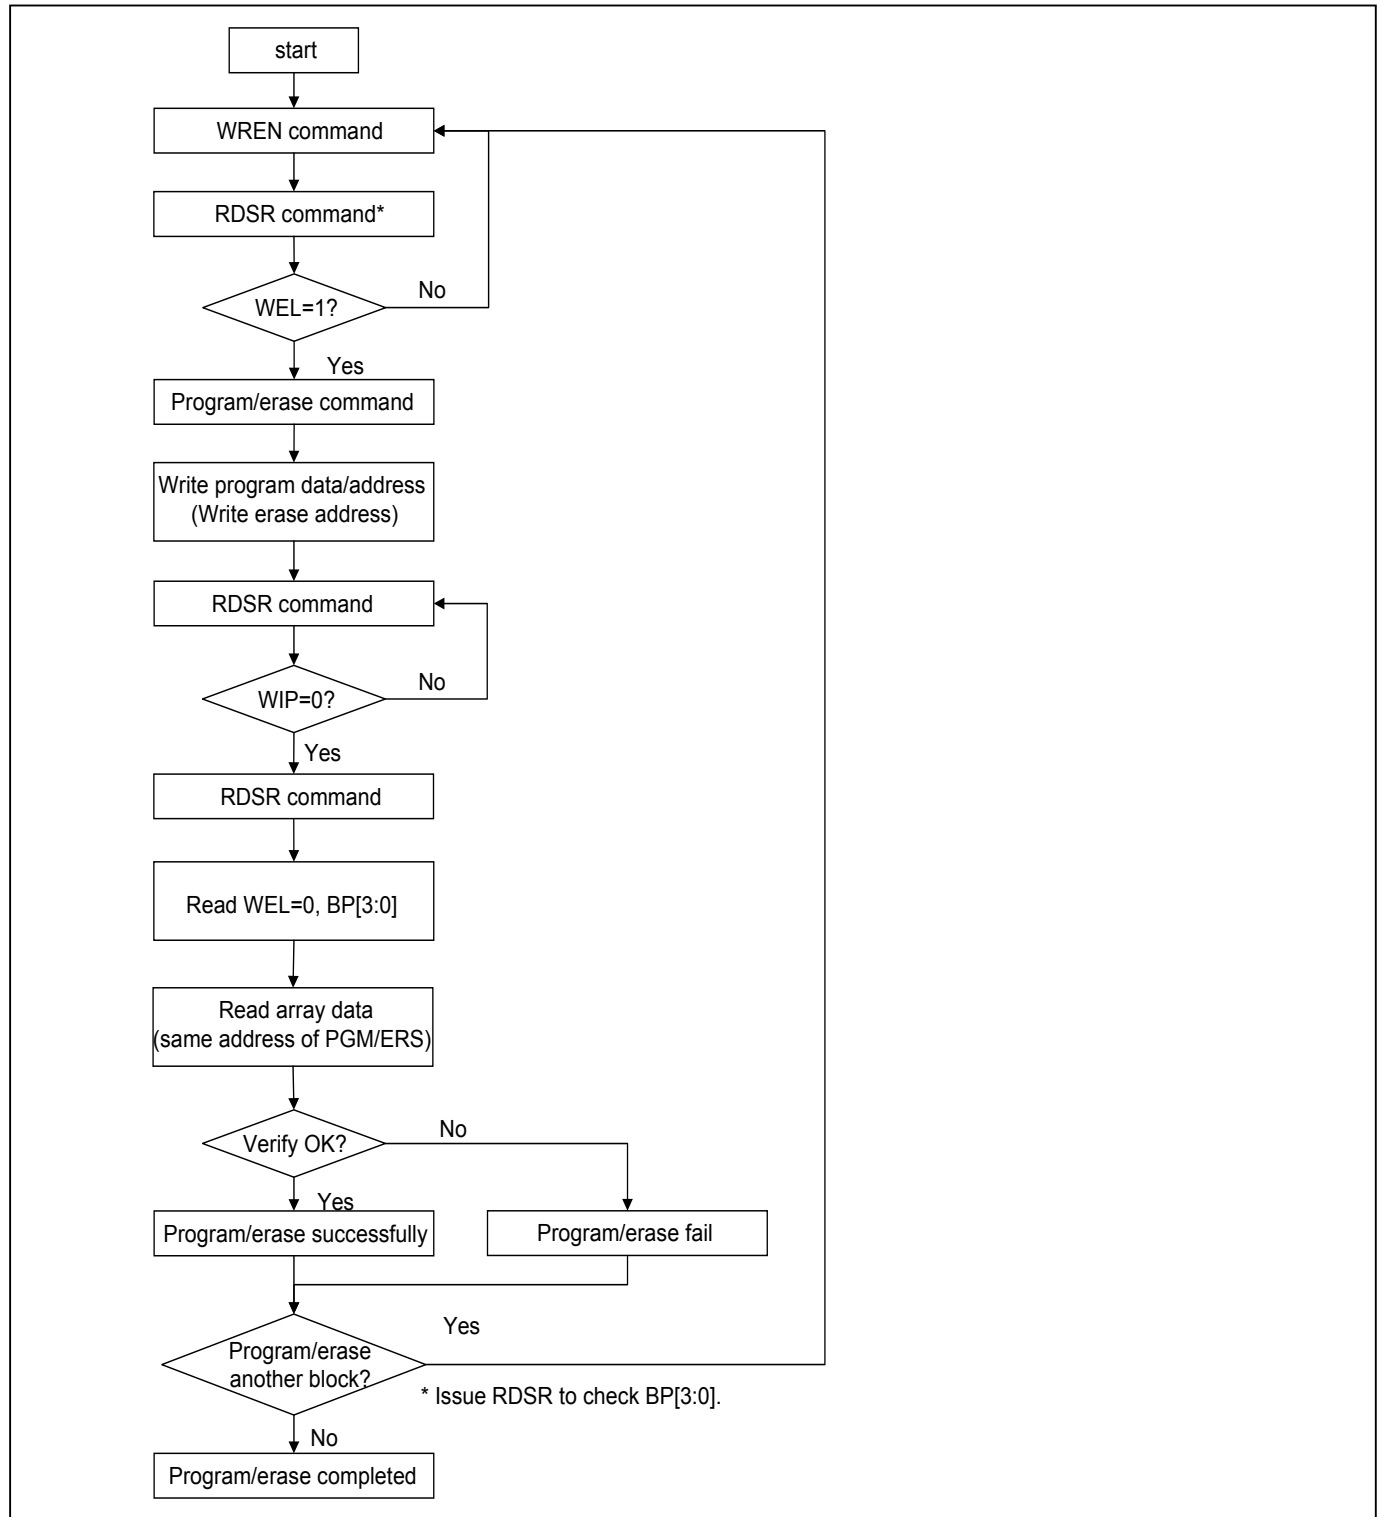 start
WREN command
RDSR command*
WEL=1?
No
Yes
Program/erase command
Write program data/address
(Write erase address)
RDSR command
WIP=0?
No
Yes
RDSR command
Read WEL=0, BP[3:0]
Read array data
(same address of PGM/ERS)
Verify OK?
No
Yes
Program/erase successfully
Program/erase fail
Yes
Program/erase
another block?
* Issue RDSR to check BP[3:0].
No
Program/erase completed